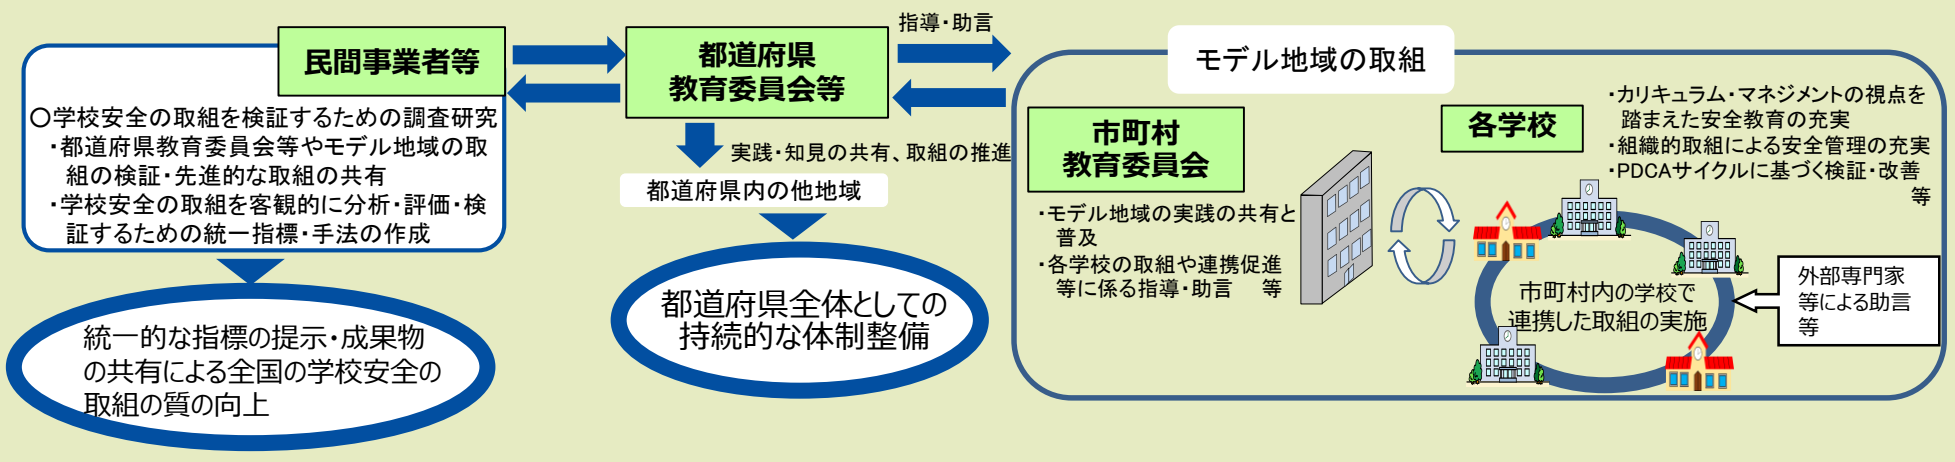 民間事業者等
〇学校安全の取組を検証するための調査研究
・都道府県教育委員会等やモデル地域の取
組の検証・先進的な取組の共有
・学校安全の取組を客観的に分析・評価・検
証するための統一指標・手法の作成
統一的な指標の提示・成果物
の共有による全国の学校安全の
取組の質の向上
都道府県
教育委員会等
指導・助言
実践・知見の共有、取組の推進
都道府県内の他地域
都道府県全体としての
持続的な体制整備
モデル地域の取組
市町村
教育委員会
・モデル地域の実践の共有と
普及
・各学校の取組や連携促進
等に係る指導・助言　等
各学校
・カリキュラム・マネジメントの視点を
踏まえた安全教育の充実
・組織的取組による安全管理の充実
・PDCAサイクルに基づく検証・改善
等
市町村内の学校で
連携した取組の実施
外部専門家
等による助言
等